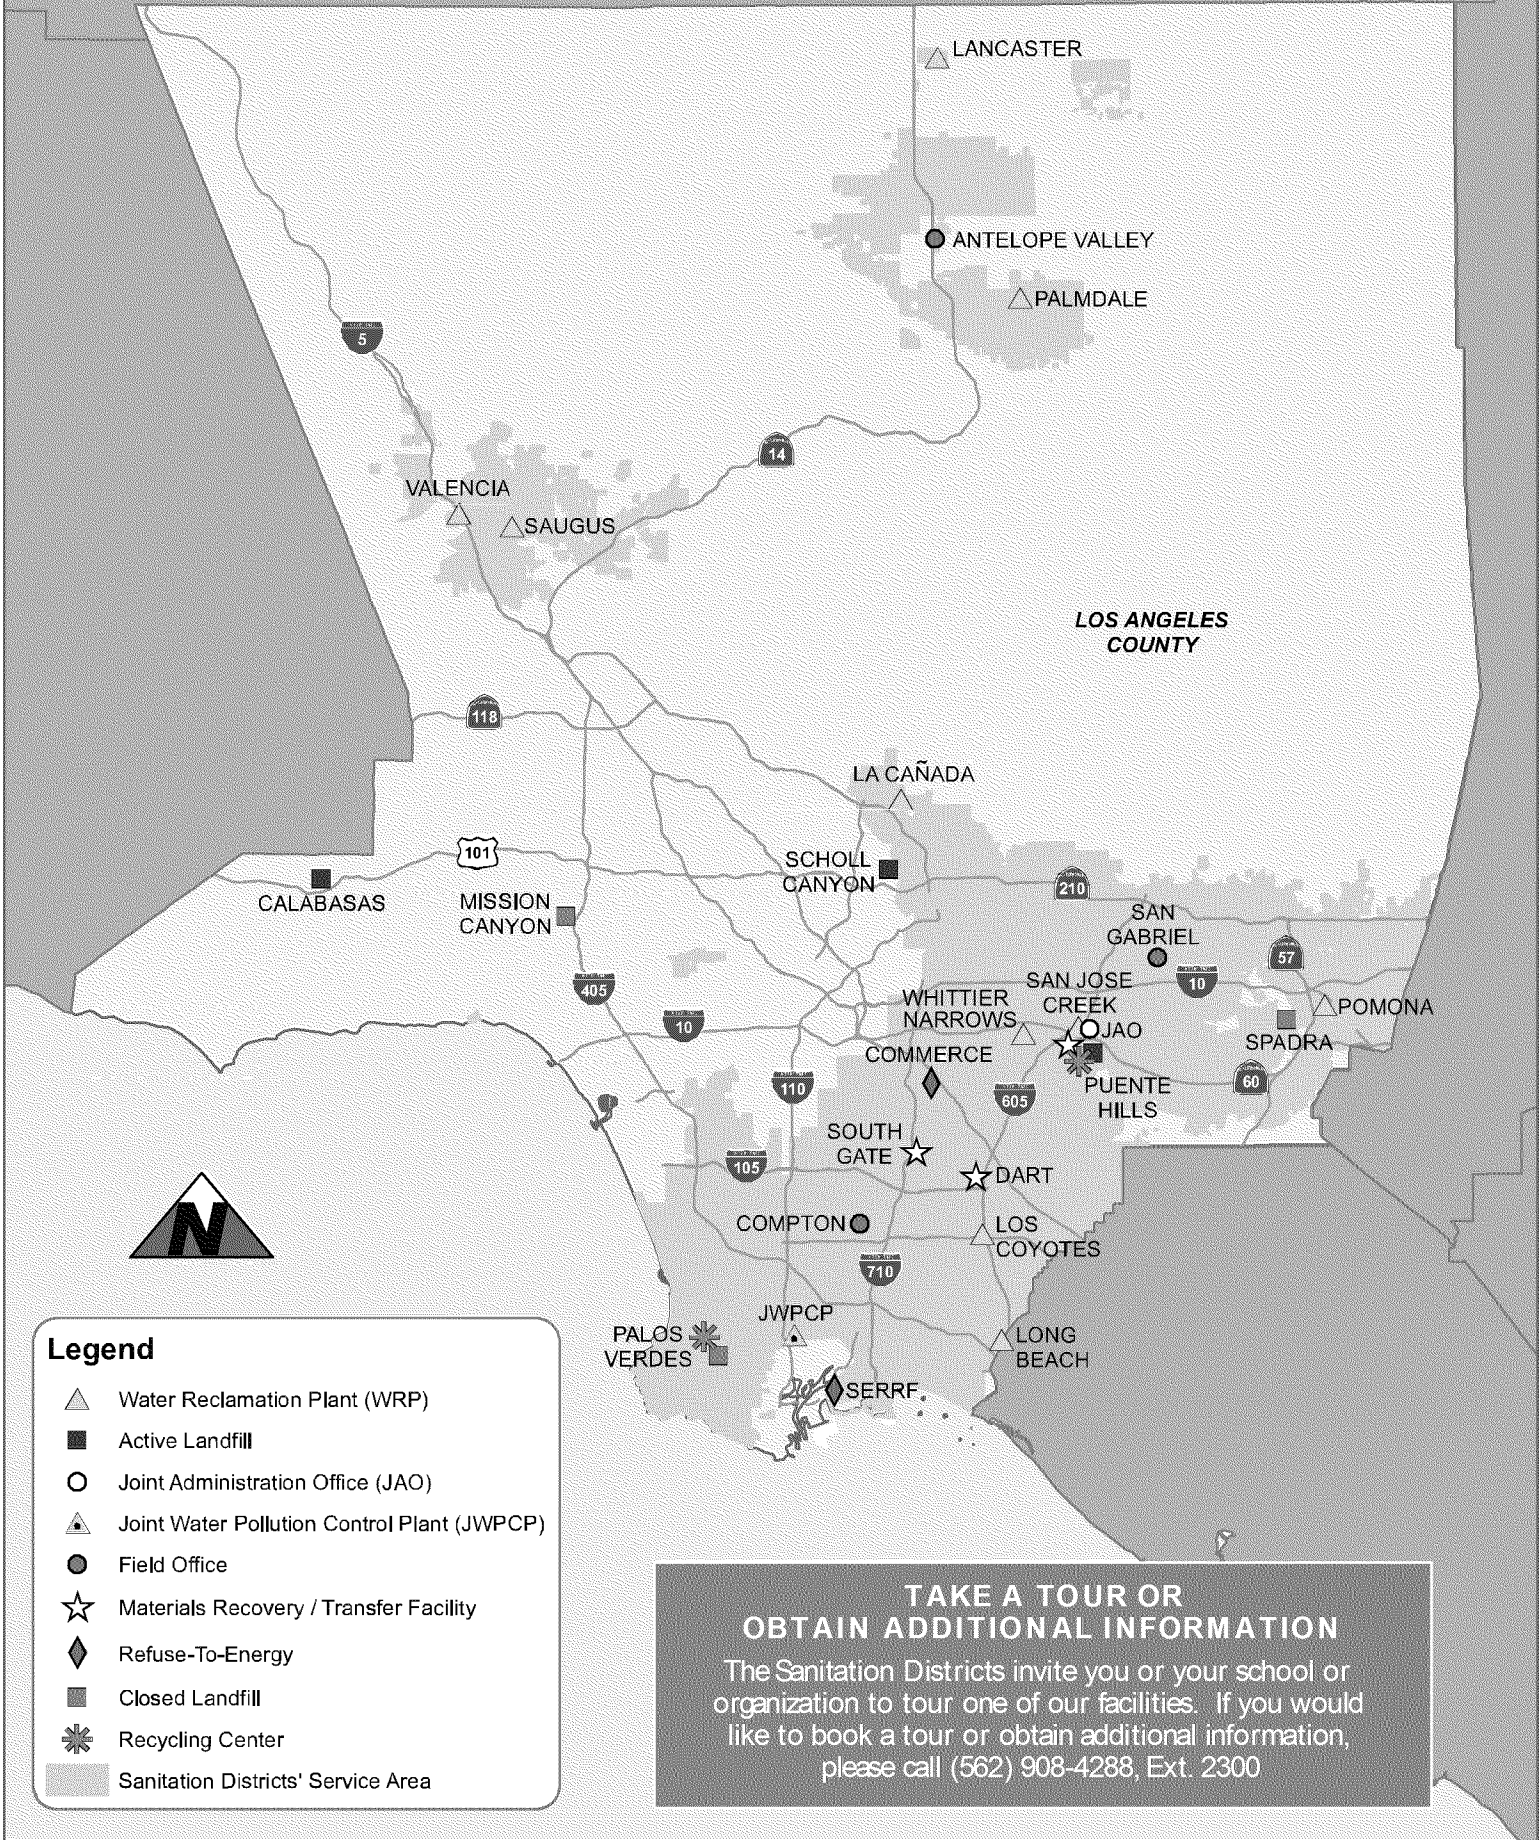 LANCASTER
ANTELOPE VALLEY
PALMDALE
5
14
VALENCIA
SAUGUS
LOS ANGELES
COUNTY
118
LA CAÑADA
101
SCHOLL
CANYON
CALABASAS
MISSION
CANYON
210
SAN
GABRIEL
57
405
10
SAN JOSE
CREEK
WHITTIER
NARROWS
POMONA
10
JAO
SPADRA
COMMERCE
110
605
60
PUENTE
HILLS
SOUTH
GATE
105
DART
COMPTON
LOS
COYOTES
710
JWPCP
PALOS
VERDES
LONG
BEACH
SERRF
N
Legend
Water Reclamation Plant (WRP)
Active Landfill
Joint Administration Office (JAO)
Joint Water Pollution Control Plant (JWPCP)
Field Office
Materials Recovery / Transfer Facility
Refuse-To-Energy
Closed Landfill
Recycling Center
Sanitation Districts' Service Area
TAKE A TOUR OR
OBTAIN ADDITIONAL INFORMATION
The Sanitation Districts invite you or your school or
organization to tour one of our facilities. If you would
like to book a tour or obtain additional information,
please call (562) 908-4288, Ext. 2300